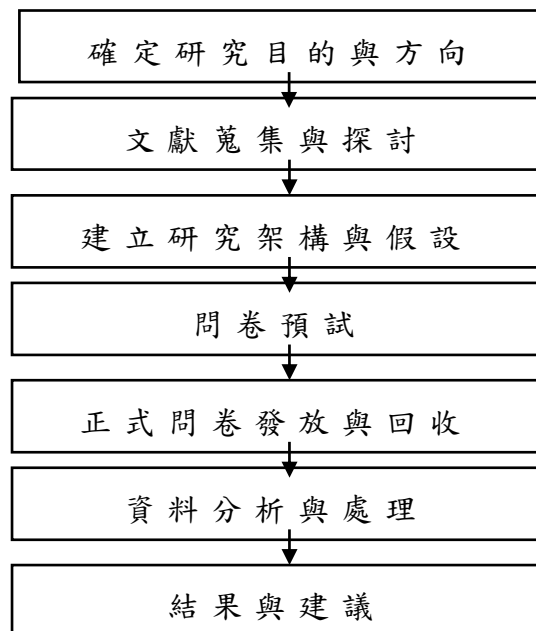 確定研究目的與方向
文獻蒐集與探討
建立研究架構與假設
問卷預試
正式問卷發放與回收
資料分析與處理
結果與建議